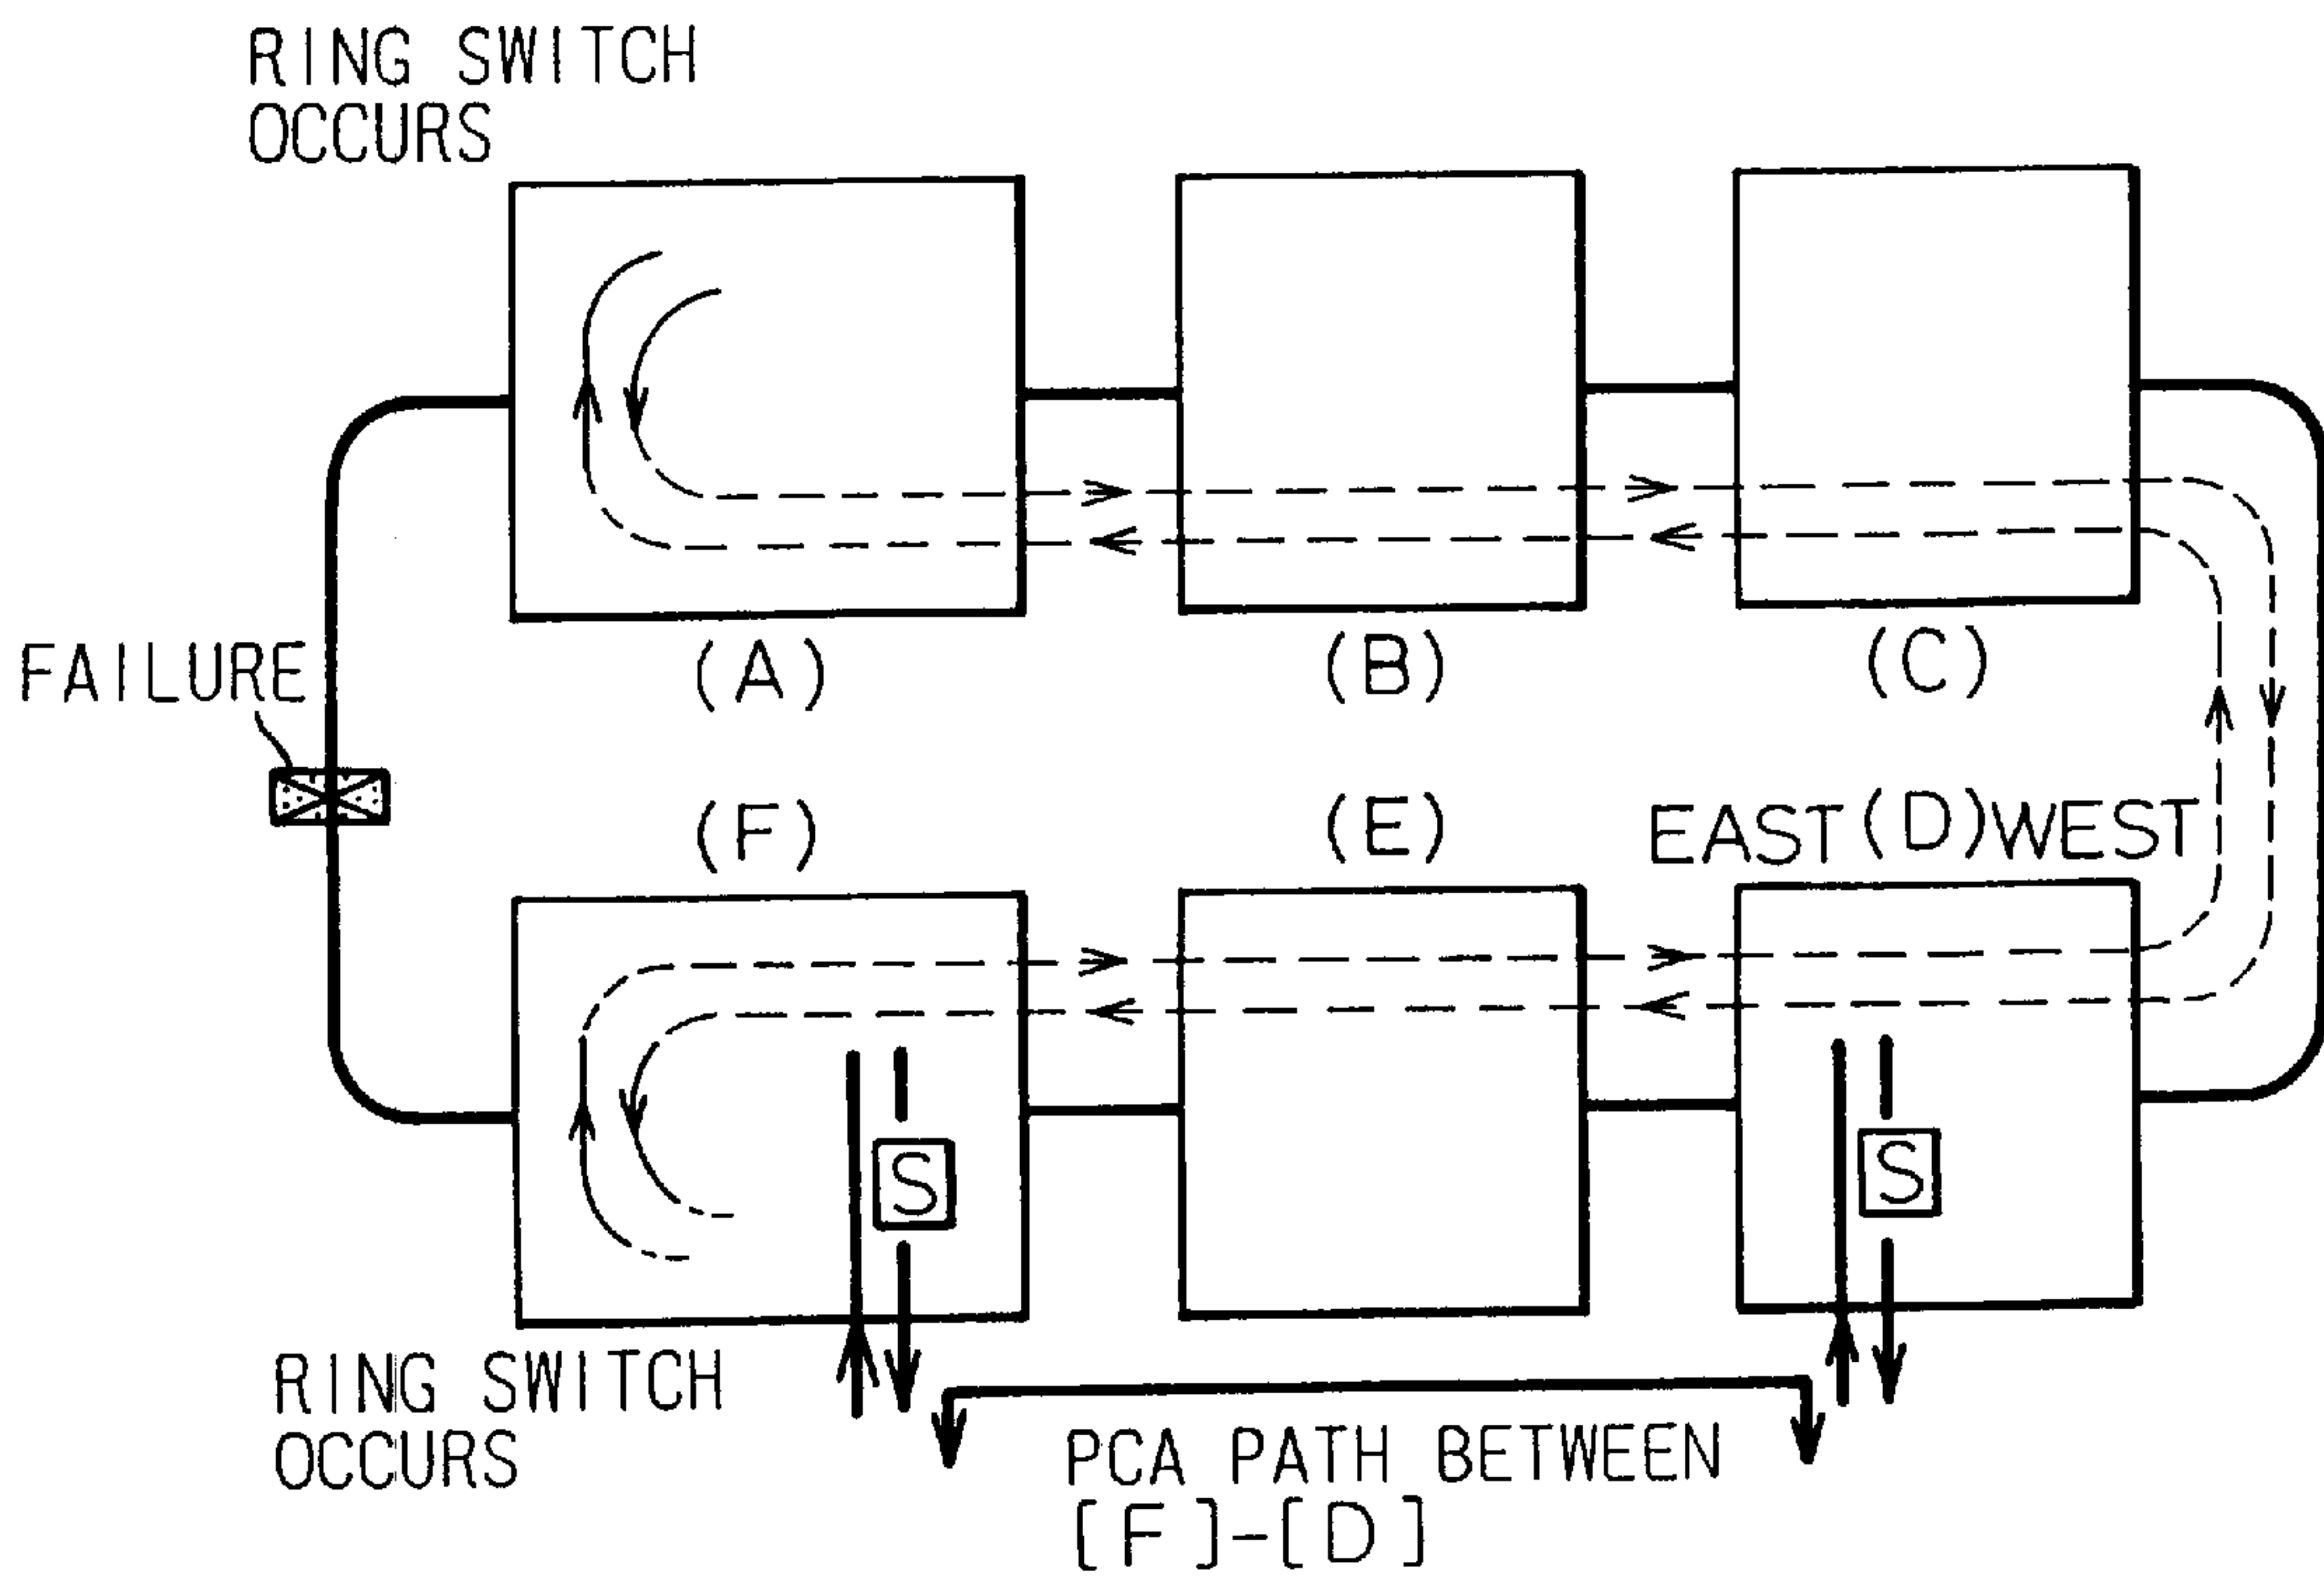 RING SWITCH
OCCURS
(A)
(B)
(C)
FAILURE
(F)
(E)
EAST (D) WEST
S
S
RING SWITCH
OCCURS
PCA PATH BETWEEN
[F]-[D]